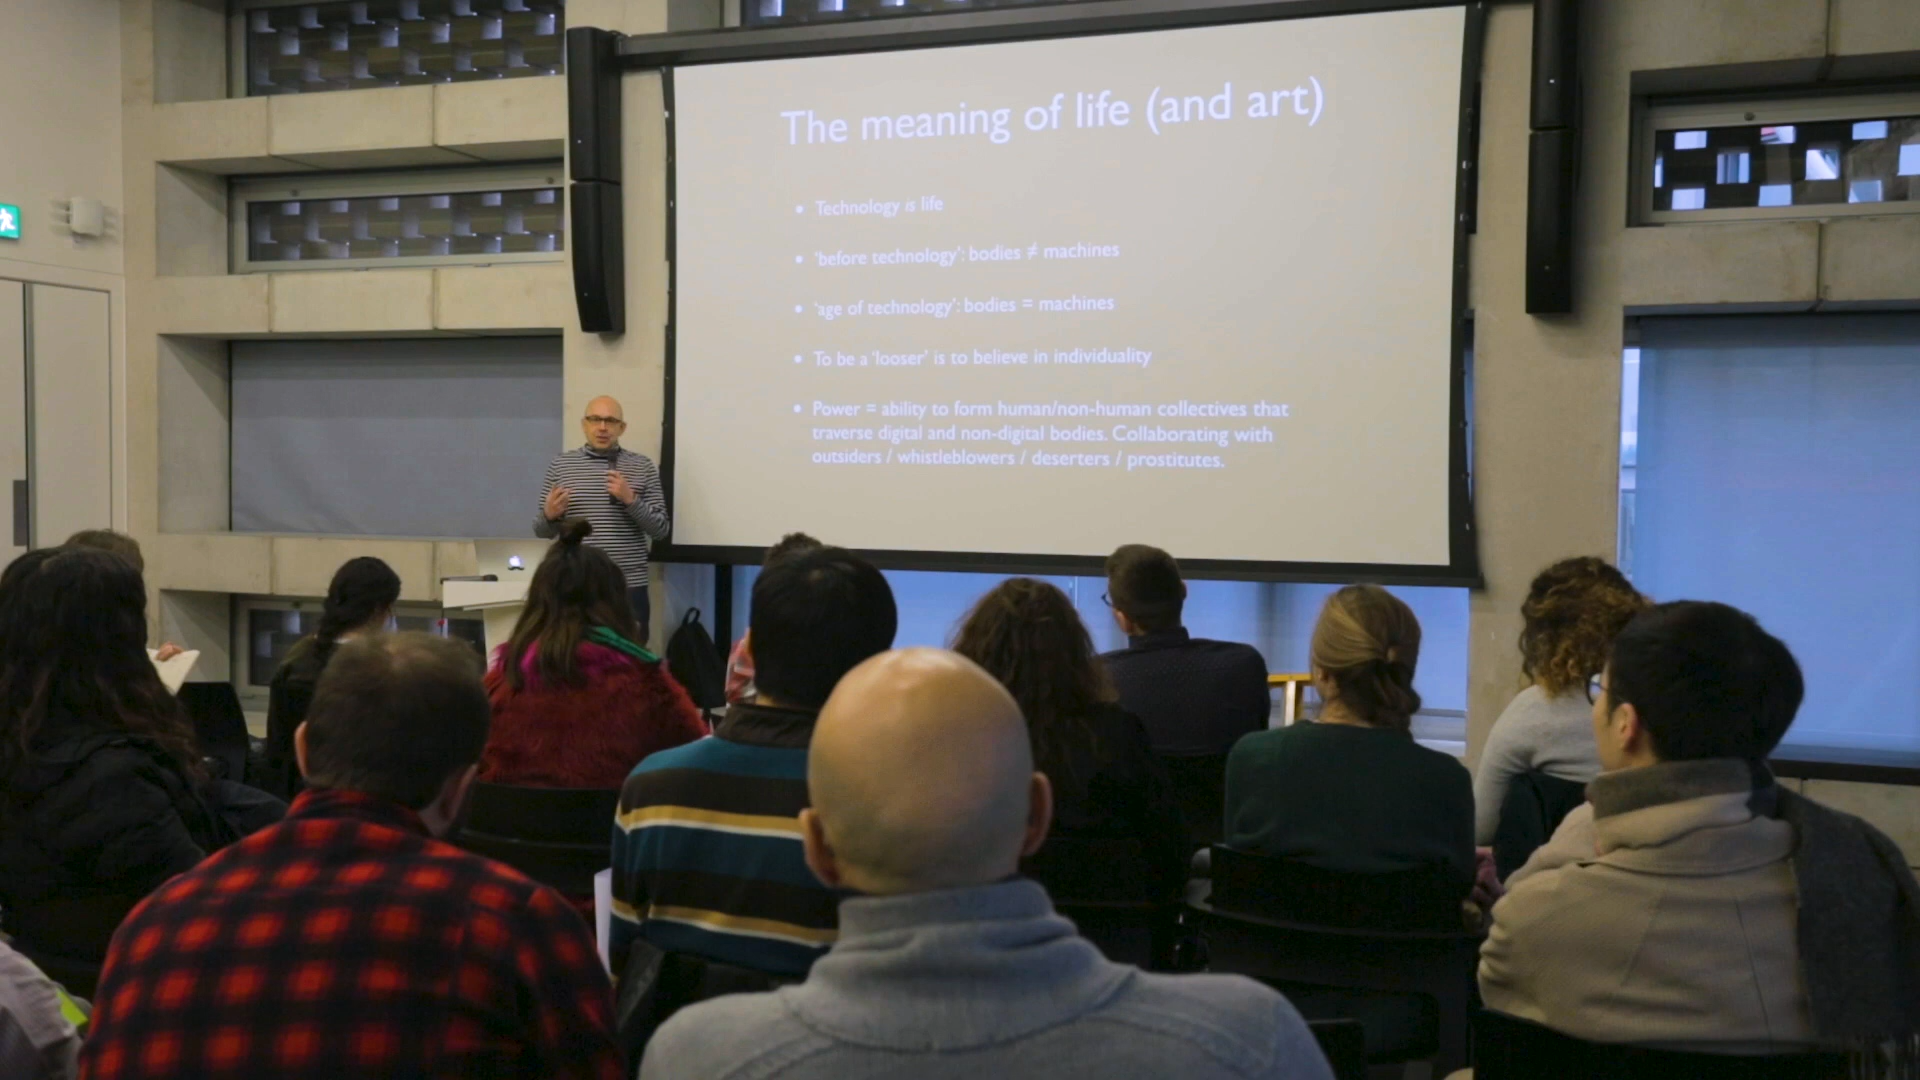 The meaning of life (and art)
• Technology is life
• 'before technology': bodies ≠ machines
• 'age of technology': bodies = machines
• To be a 'looser' is to believe in individuality
• Power = ability to form human/non-human collectives that
traverse digital and non-digital bodies. Collaborating with
outsiders / whistleblowers / deserters / prostitutes.